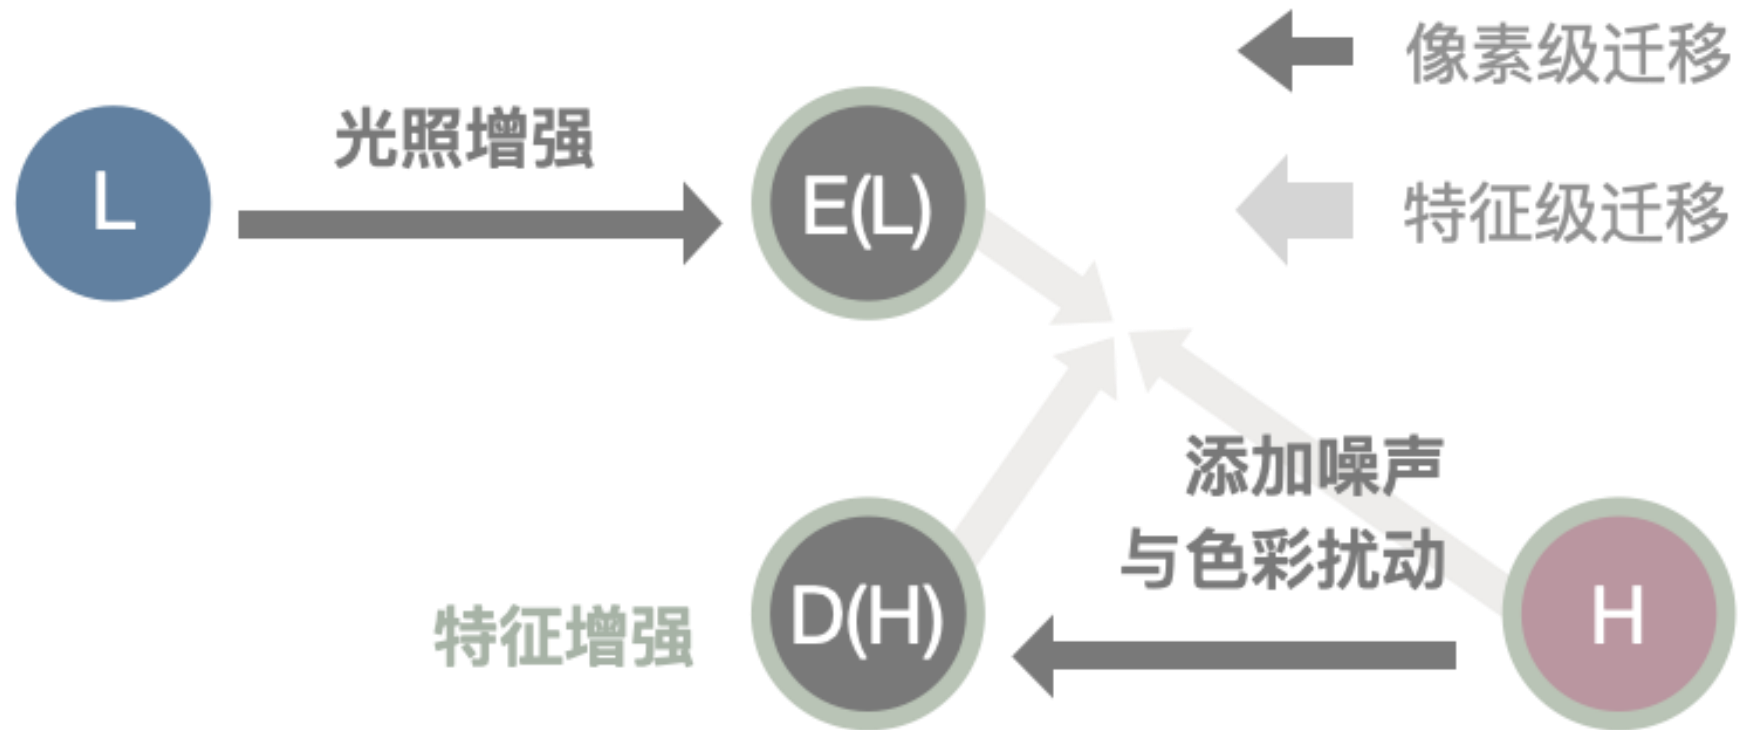 像素级迁移
光照增强
L
E(L)
特征级迁移
添加噪声
与色彩扰动
特征增强
D(H)
H